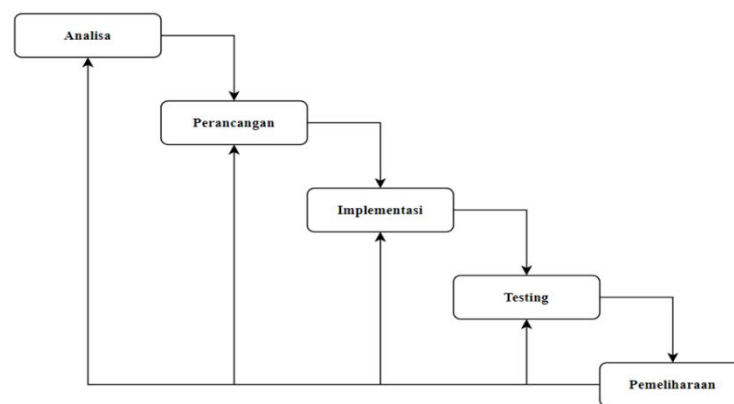 Analisa
Perancangan
Implementasi
Testing
Pemeliharaan